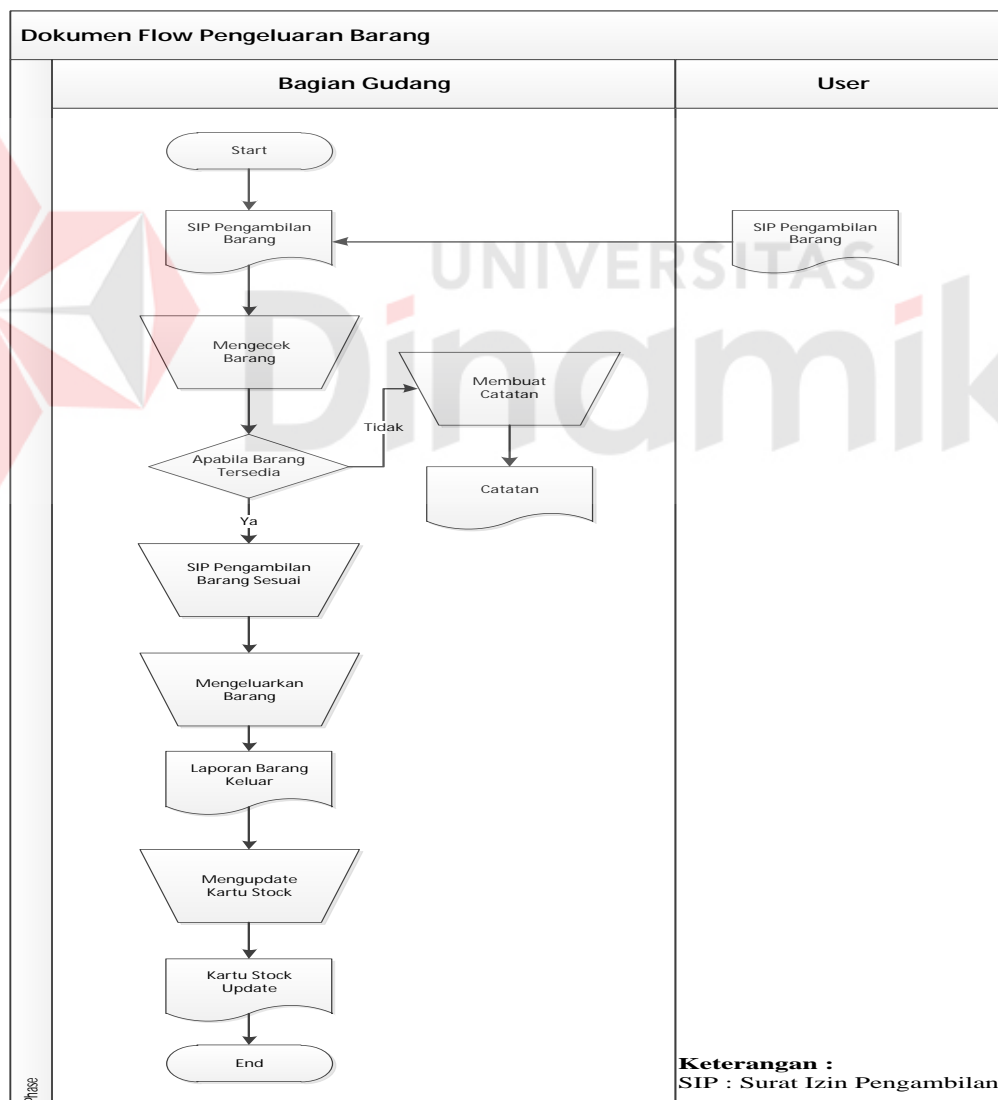 Dokumen Flow Pengeluaran Barang
Bagian Gudang
User
Start
SIP Pengambilan
Barang
SIP Pengambilan
Barang
UNIVERSITAS
Dinamik
Mengecek
Barang
Membuat
Catatan
Tidak
Apabila Barang
Tersedia
Catatan
Ya
SIP Pengambilan
Barang Sesuai
Mengeluarkan
Barang
Laporan Barang
Keluar
Mengupdate
Kartu Stock
Kartu Stock
Update
End
Keterangan :
SIP : Surat Izin Pengambilan
Phase